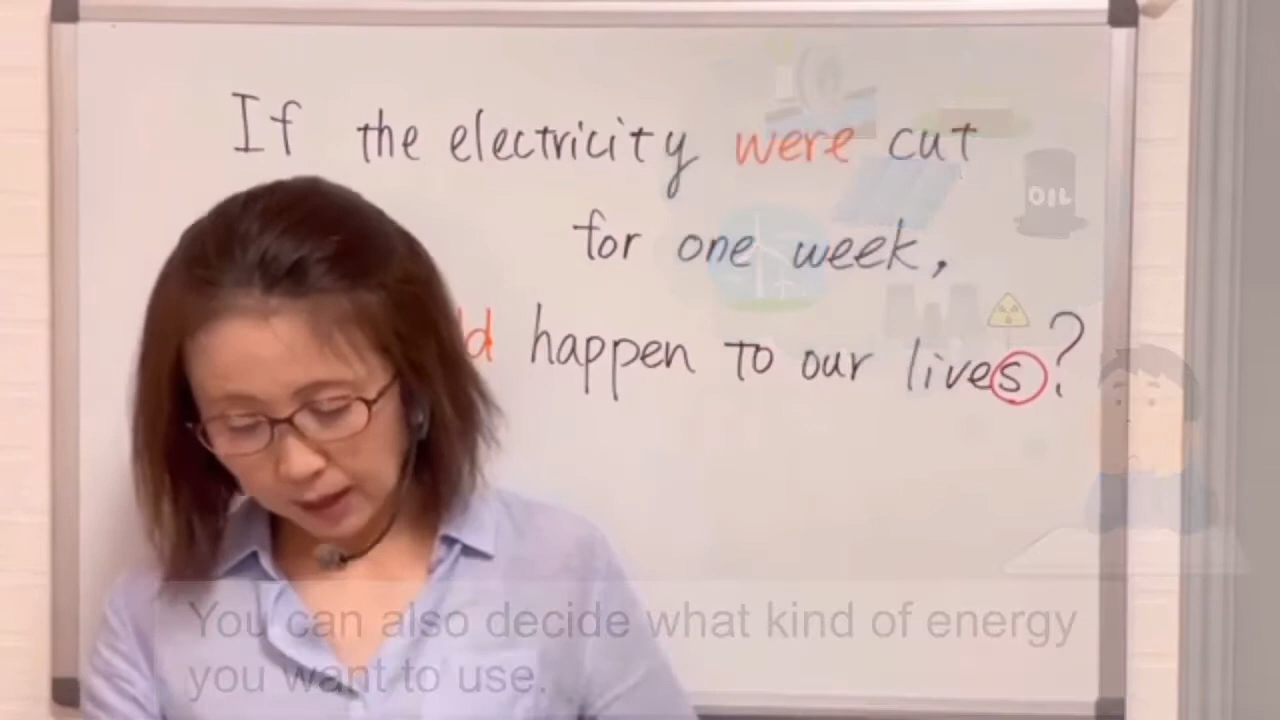 If the electricity were cut
for one week,
ld happen to our lives?
OIL
You can also decide what kind of energy
you want to use.